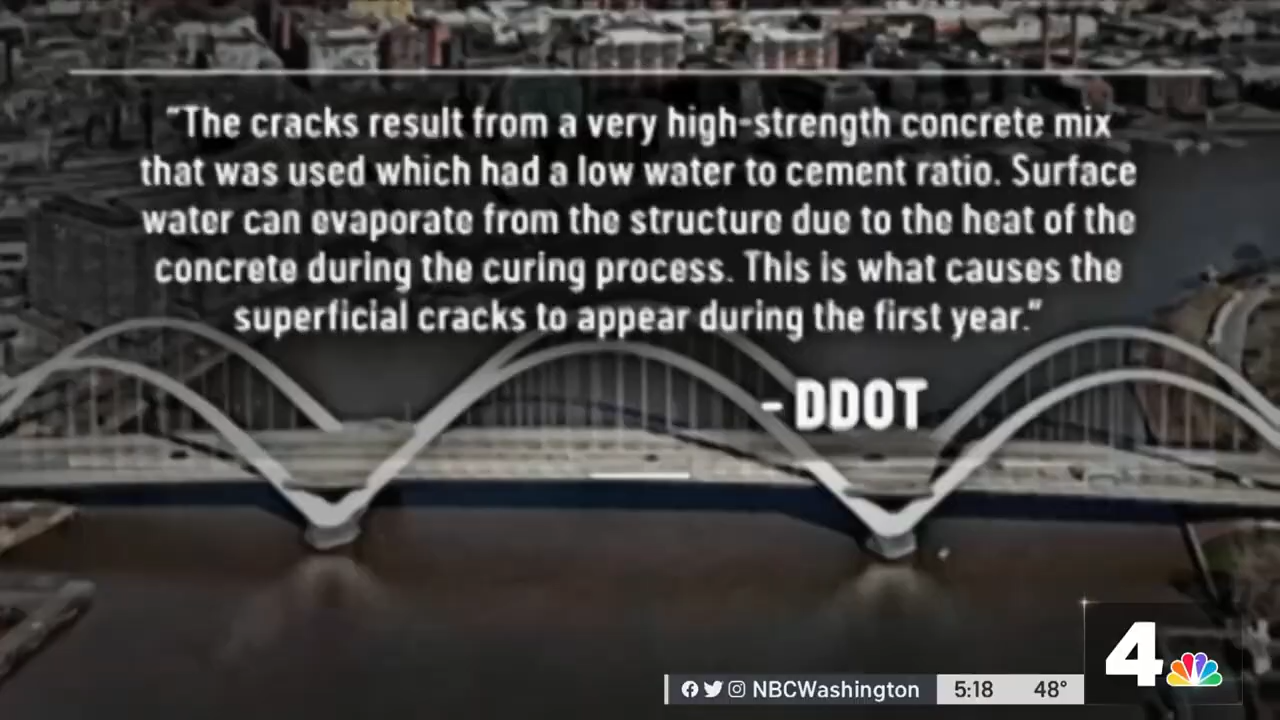 "The cracks result from a very high-strength concrete mix
that was used which had a low water to cement ratio. Surface
water can evaporate from the structure due to the heat of the
concrete during the curing process. This is what causes the
superficial cracks to appear during the first year."
- DDOT
NBCWashington 5:18 48°
4